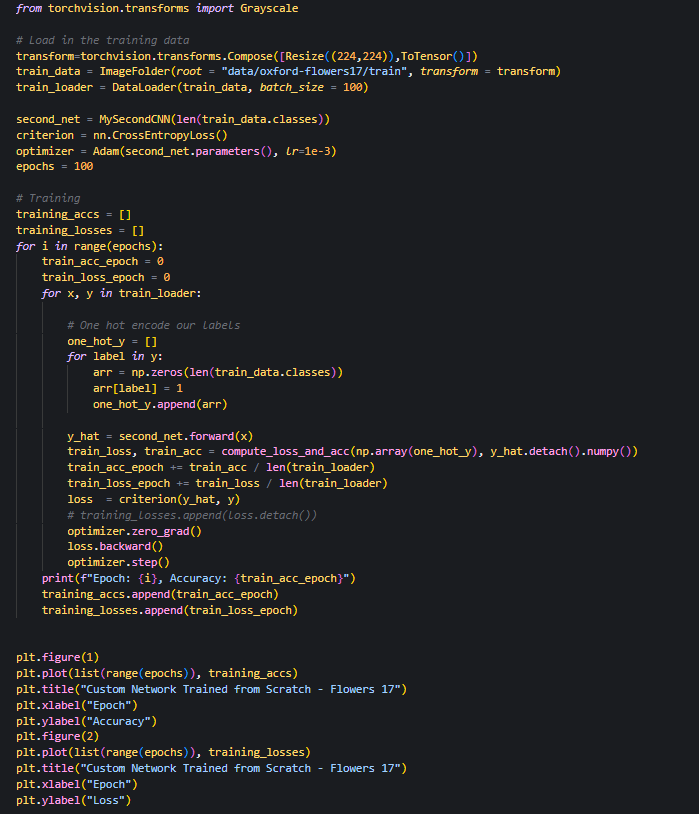 from torchvision.transforms import Grayscale
# Load in the training data
transform=torchvision.transforms.Compose([Resize((224,224)),ToTensor()])
train_data = ImageFolder(root = "data/oxford-flowers17/train", transform = transform)
train_loader = DataLoader(train_data, batch_size = 100)
second_net = MySecondCNN(len(train_data.classes))
criterion = nn.CrossEntropyLoss()
optimizer = Adam(second_net.parameters(), lr=1e-3)
epochs = 100
# Training
training_accs = []
training_losses = []
for i in range(epochs):
    train_acc_epoch = 0
    train_loss_epoch = 0
    for x, y in train_loader:
        # One hot encode our labels
        one_hot_y = []
        for label in y:
            arr = np.zeros(len(train_data.classes))
            arr[label] = 1
            one_hot_y.append(arr)
        y_hat = second_net.forward(x)
        train_loss, train_acc = compute_loss_and_acc(np.array(one_hot_y), y_hat.detach().numpy())
        train_acc_epoch += train_acc / len(train_loader)
        train_loss_epoch += train_loss / len(train_loader)
        loss  = criterion(y_hat, y)
        # training_losses.append(loss.detach())
        optimizer.zero_grad()
        loss.backward()
        optimizer.step()
    print(f"Epoch: {i}, Accuracy: {train_acc_epoch}")
    training_accs.append(train_acc_epoch)
    training_losses.append(train_loss_epoch)
plt.figure(1)
plt.plot(list(range(epochs)), training_accs)
plt.title("Custom Network Trained from Scratch - Flowers 17")
plt.xlabel("Epoch")
plt.ylabel("Accuracy")
plt.figure(2)
plt.plot(list(range(epochs)), training_losses)
plt.title("Custom Network Trained from Scratch - Flowers 17")
plt.xlabel("Epoch")
plt.ylabel("Loss")